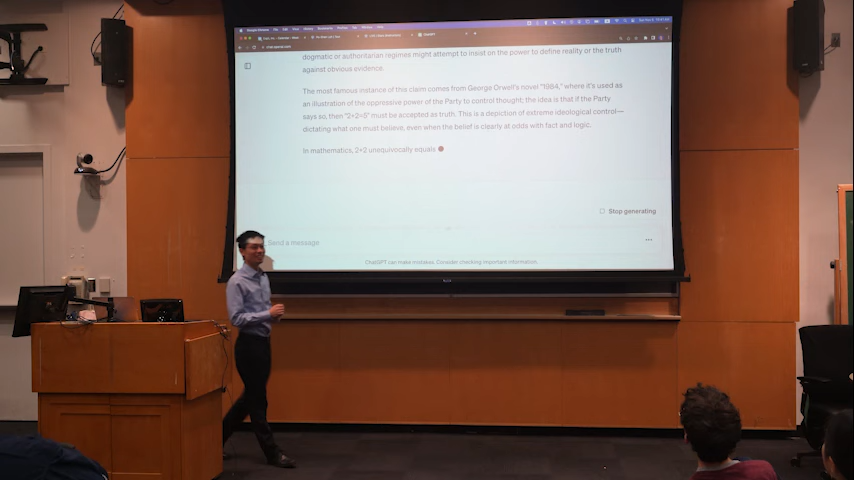 dogmatic or authoritarian regimes might attempt to insist on the power to define reality or the truth
against obvious evidence.
The most famous instance of this claim comes from George Orwell's novel "1984," where it's used as
an illustration of the oppressive power of the Party to control thought; the idea is that if the Party
says so, then "2+2=5" must be accepted as truth. This is a depiction of extreme ideological control—
dictating what one must believe, even when the belief is clearly at odds with fact and logic.
In mathematics, 2+2 unequivocally equals
Stop generating
Send a message
ChatGPT can make mistakes. Consider checking important information.